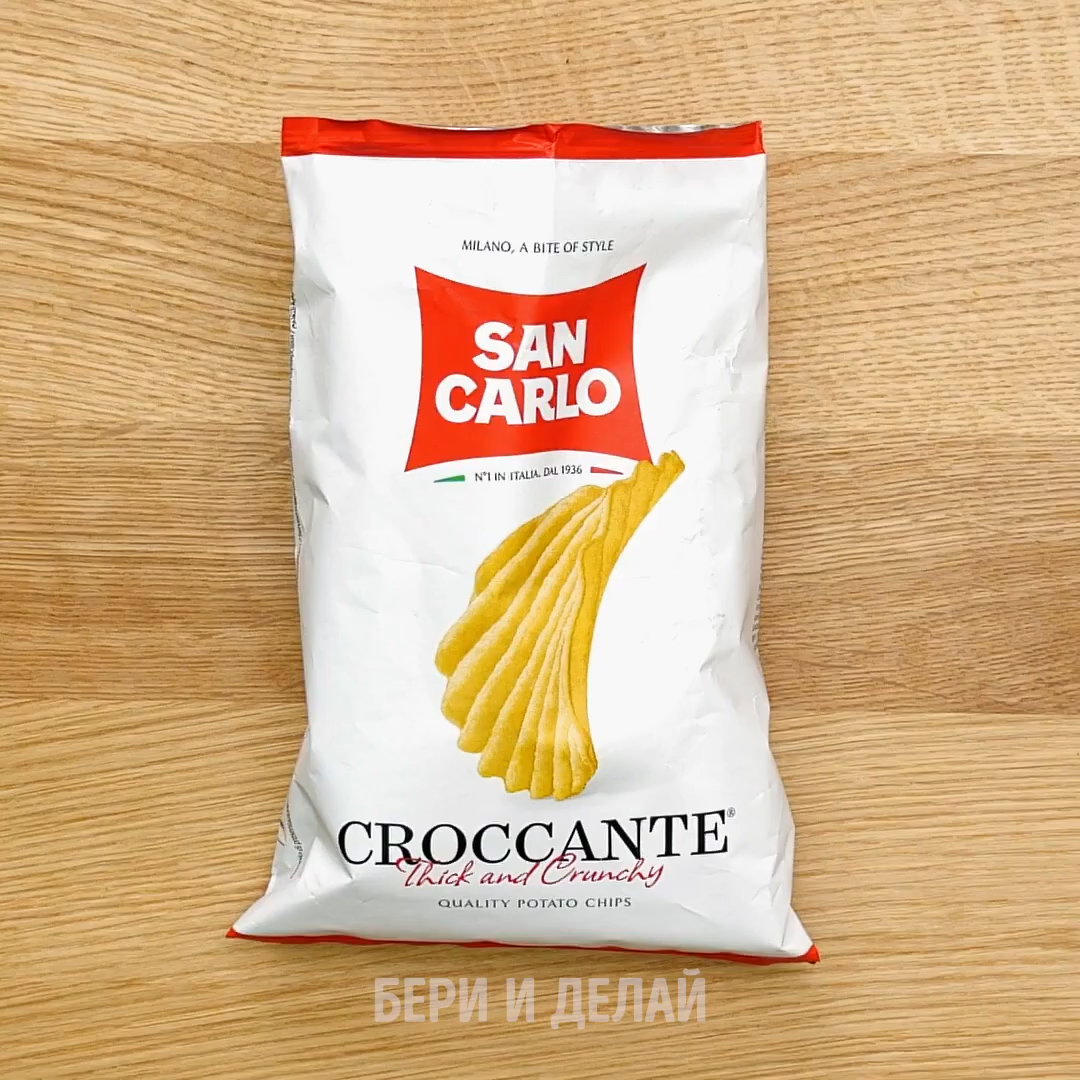 MILANO, A BITE OF STYLE
SAN
CARLO
N°1 IN ITALIA. DAL 1936
CROCCANTE®
Thick and Crunchy
QUALITY POTATO CHIPS
БЕРИ И ДЕЛАЙ